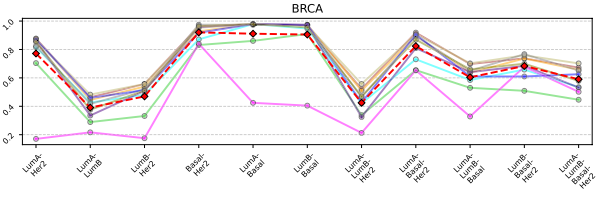 BRCA
1.0
0.8
0.6
0.4
0.2
LumA-
Her2
LumA-
LumB
LumB-
Her2
Basal-
Her2
LumA-
Basal
LumB-
Basal
LumA-
LumB-
Her2
LumA-
Basal-
Her2
LumA-
LumB-
Basal
LumB-
Basal-
Her2
LumA-
LumB-
Basal-
Her2